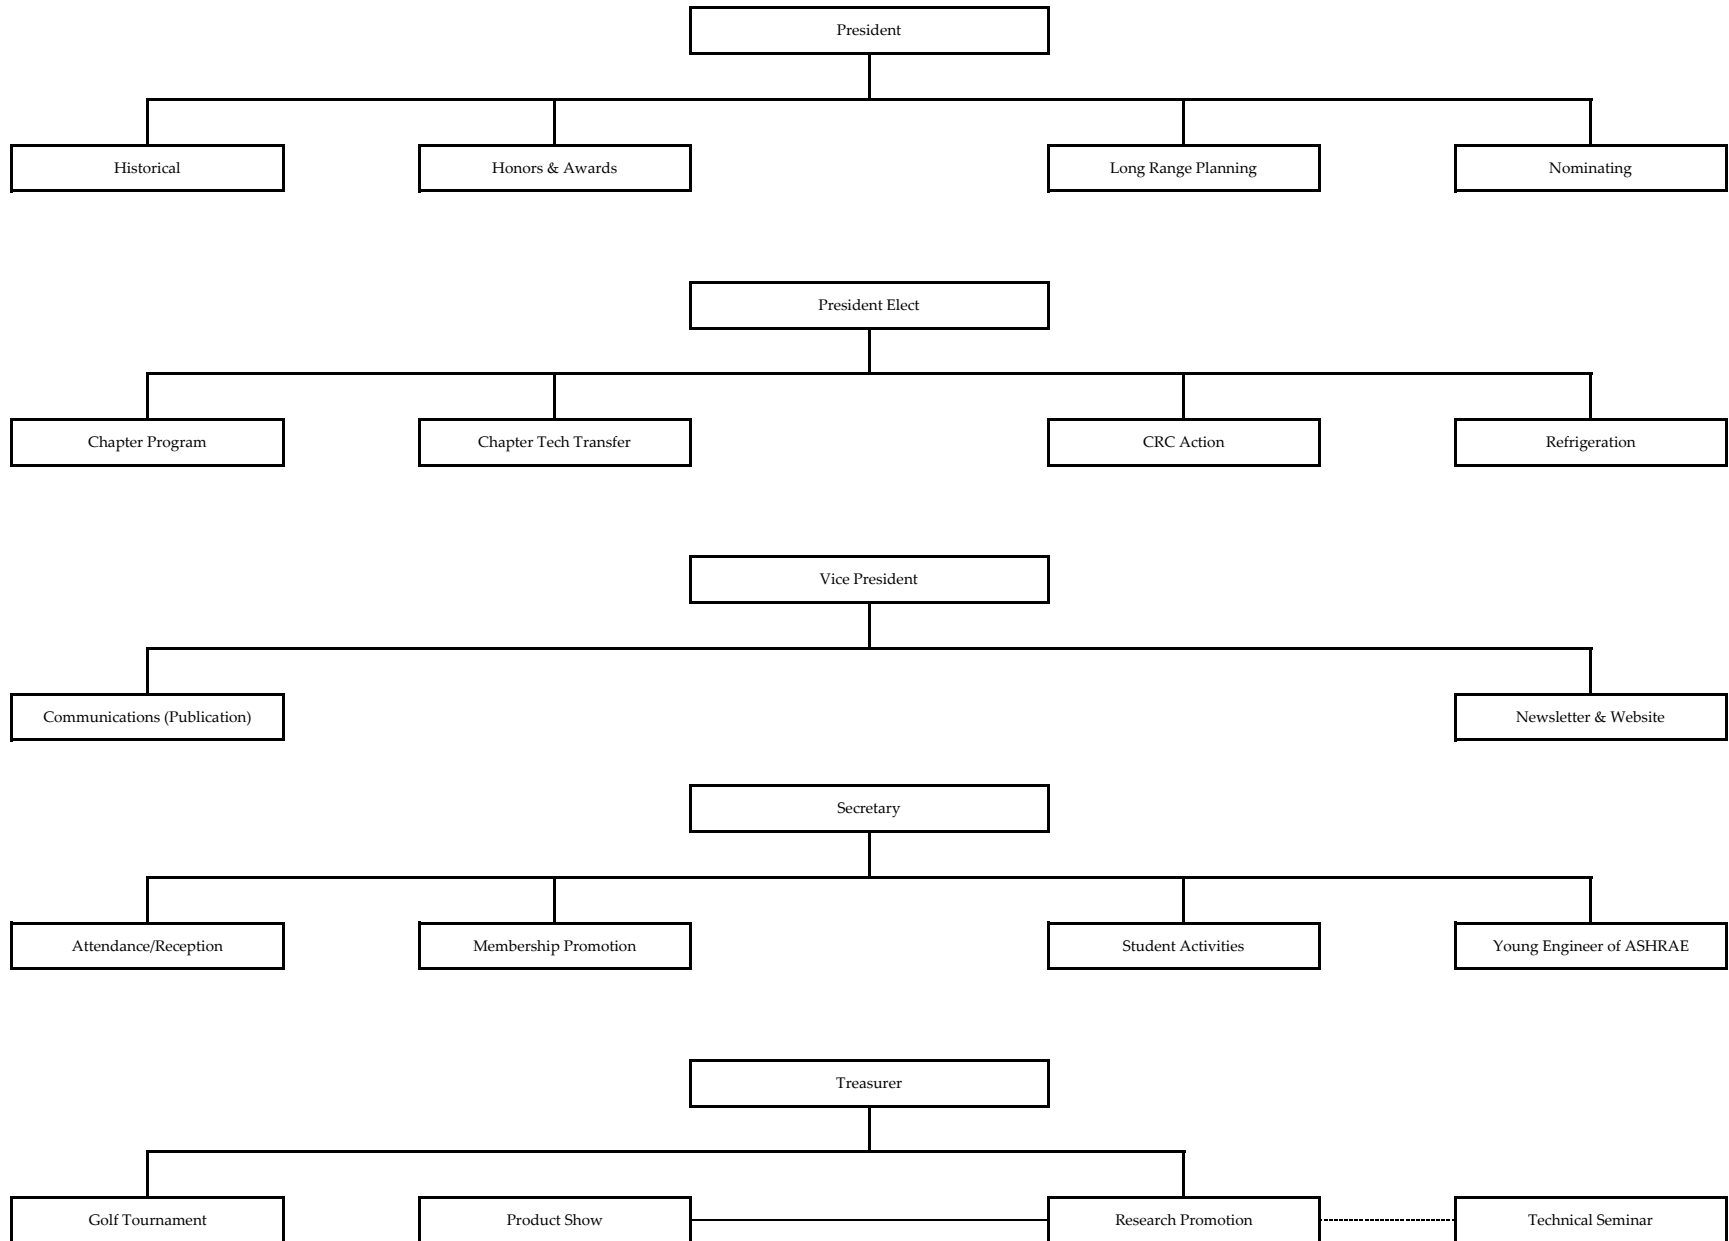 President
Historical
Honors & Awards
Long Range Planning
Nominating
President Elect
Chapter Program
Chapter Tech Transfer
CRC Action
Refrigeration
Vice President
Communications (Publication)
Newsletter & Website
Secretary
Attendance/Reception
Membership Promotion
Student Activities
Young Engineer of ASHRAE
Treasurer
Golf Tournament
Product Show
Research Promotion
Technical Seminar